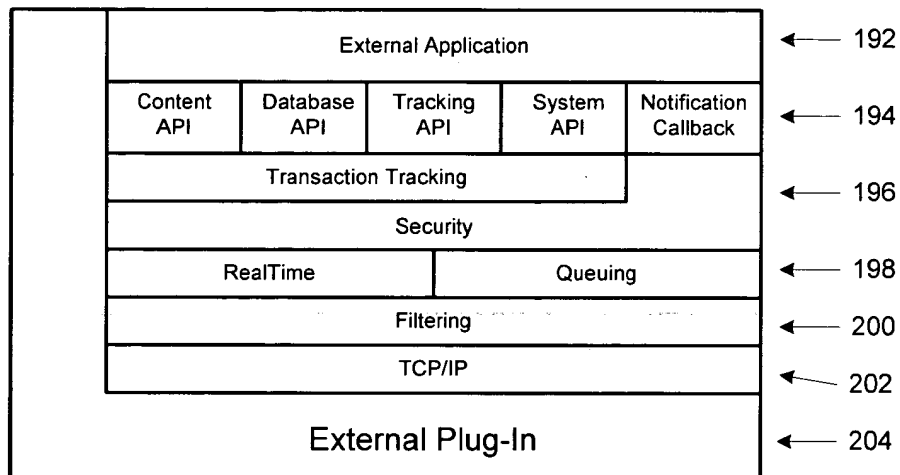 External Application
192
Content API
Database API
Tracking API
System API
Notification Callback
194
Transaction Tracking
196
Security
RealTime
Queuing
198
Filtering
200
TCP/IP
202
External Plug-In
204